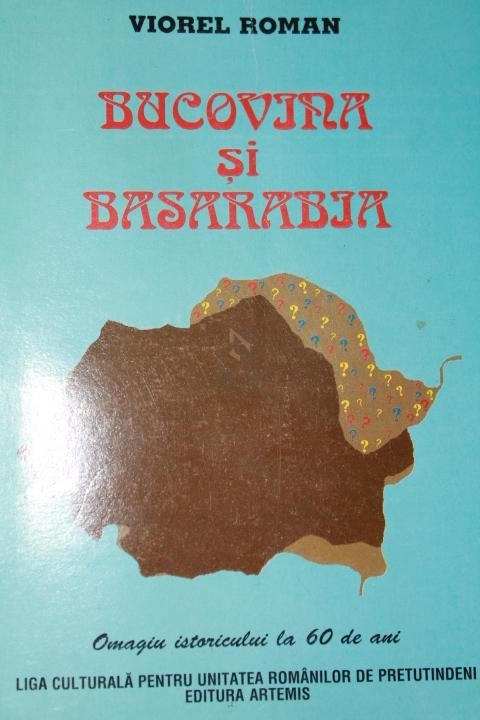 VIOREL ROMAN
BUCOVINA
și
BASARABIA
Omagiu istoricului la 60 de ani
LIGA CULTURALĂ PENTRU UNITATEA ROMÂNILOR DE PRETUTINDENI
EDITURA ARTEMIS